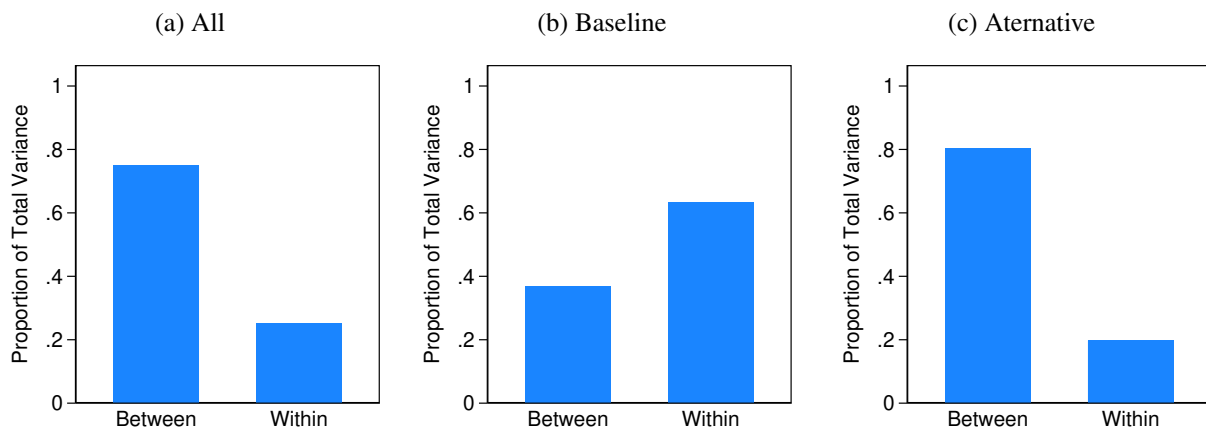 (a) All
Proportion of Total Variance
1
.8
.6
.4
.2
0
Between Within
(b) Baseline
Proportion of Total Variance
1
.8
.6
.4
.2
0
Between Within
(c) Aternative
Proportion of Total Variance
1
.8
.6
.4
.2
0
Between Within